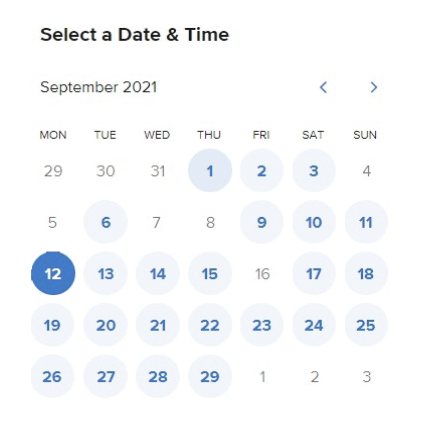 Select a Date & Time
September 2021
MON TUE WED THU FRI SAT SUN
29 30 31 1 2 3 4
5 6 7 8 9 10 11
12 13 14 15 16 17 18
19 20 21 22 23 24 25
26 27 28 29 1 2 3